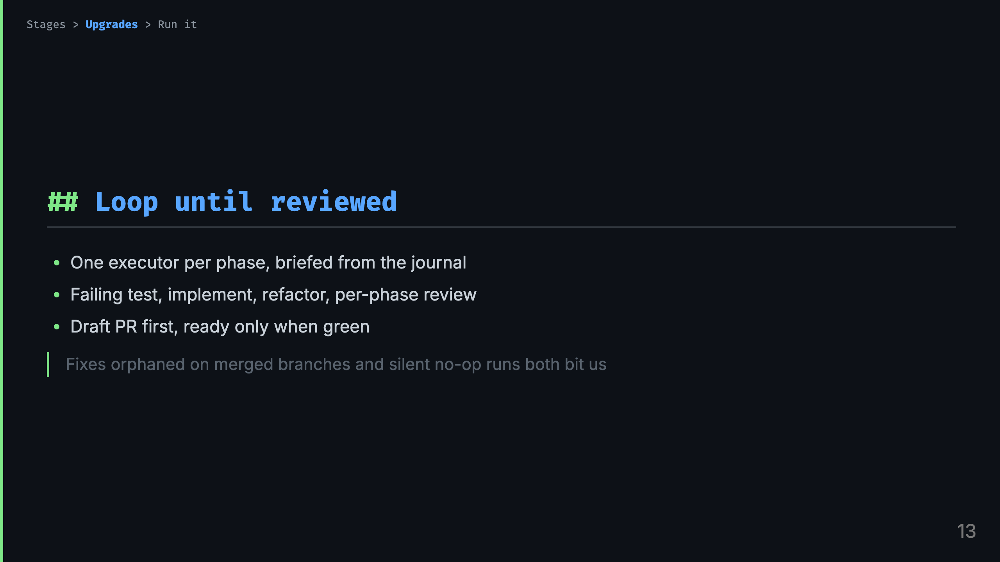 Stages > Upgrades > Run it
## Loop until reviewed
• One executor per phase, briefed from the journal
• Failing test, implement, refactor, per-phase review
• Draft PR first, ready only when green
Fixes orphaned on merged branches and silent no-op runs both bit us
13